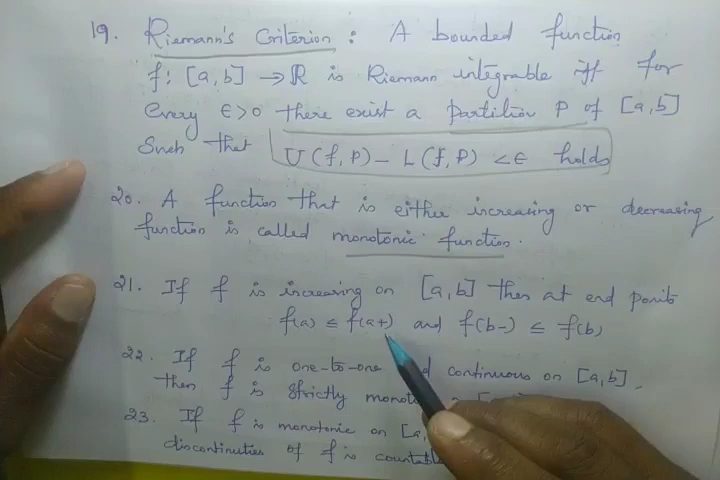 19. Riemann's Criterion : A bounded function
f: [a,b] → ℝ is Riemann integrable iff for
every ϵ>0 there exist a partition P of [a,b]
Such that U(f,P) - L(f,P) < ϵ holds
20. A function that is either increasing or decreasing
function is called monotonic function.
21. If f is increasing on [a,b] then at end points
f(a) ≤ f(a+) and f(b-) ≤ f(b)
22. If f is one-to-one continuous on [a,b],
then f is strictly
23. If f is monotonic on [a,
discontinuties of f is countable